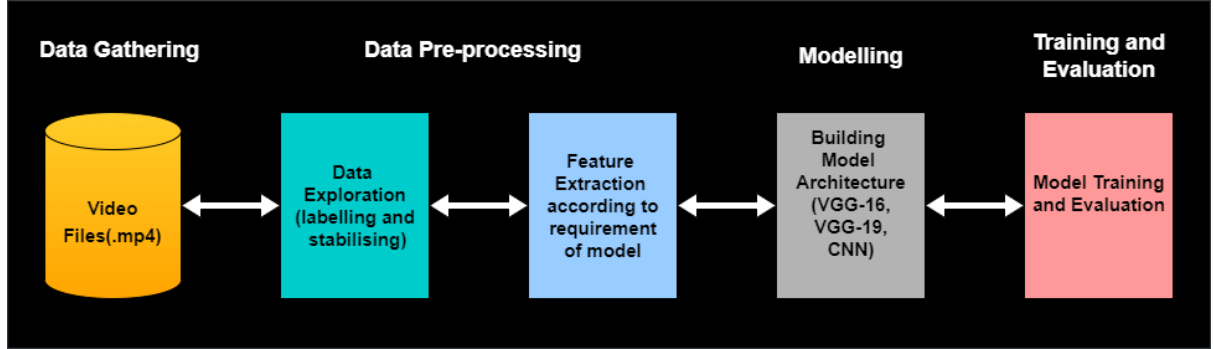 Data Gathering
Data Pre-processing
Modelling
Training and
Evaluation
Video
Files(.mp4)
Data
Exploration
(labelling and
stabilising)
Feature
Extraction
according to
requirement
of model
Building
Model
Architecture
(VGG-16,
VGG-19,
CNN)
Model Training
and Evaluation